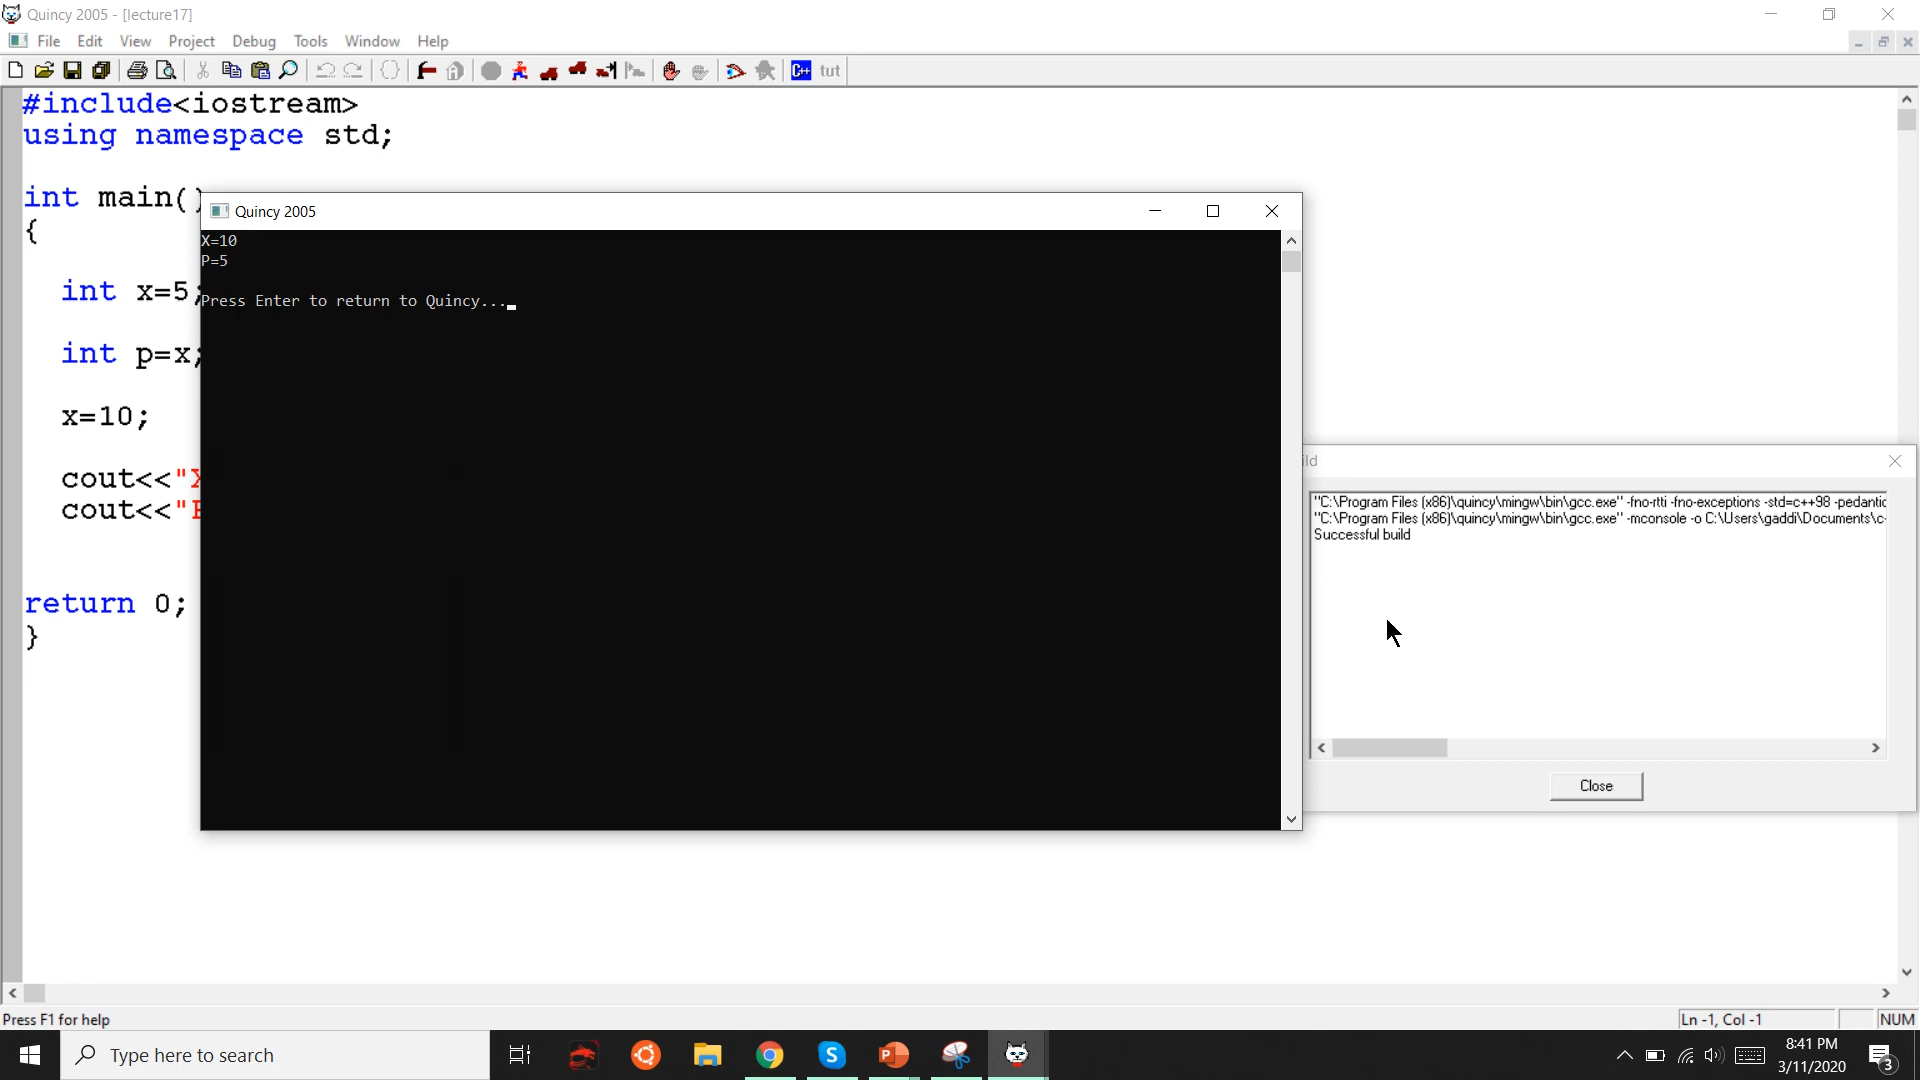 Quincy 2005 - [lecture17]
File Edit View Project Debug Tools Window Help
C++ tut
#include<iostream>
using namespace std;
int main()
{
int x=5;
int p=x;
x=10;
cout<<"X
cout<<"P
return 0;
}
Quincy 2005
X=10
P=5
Press Enter to return to Quincy..._
ild
"C:\Program Files (x86)\quincy\mingw\bin\gcc.exe" -fno-rtti -fno-exceptions -std=c++98 -pedantic
"C:\Program Files (x86)\quincy\mingw\bin\gcc.exe" -mconsole -o C:\Users\gaddi\Documents\c-
Successful build
Close
Press F1 for help
Ln -1, Col -1
NUM
Type here to search
8:41 PM
3/11/2020
3